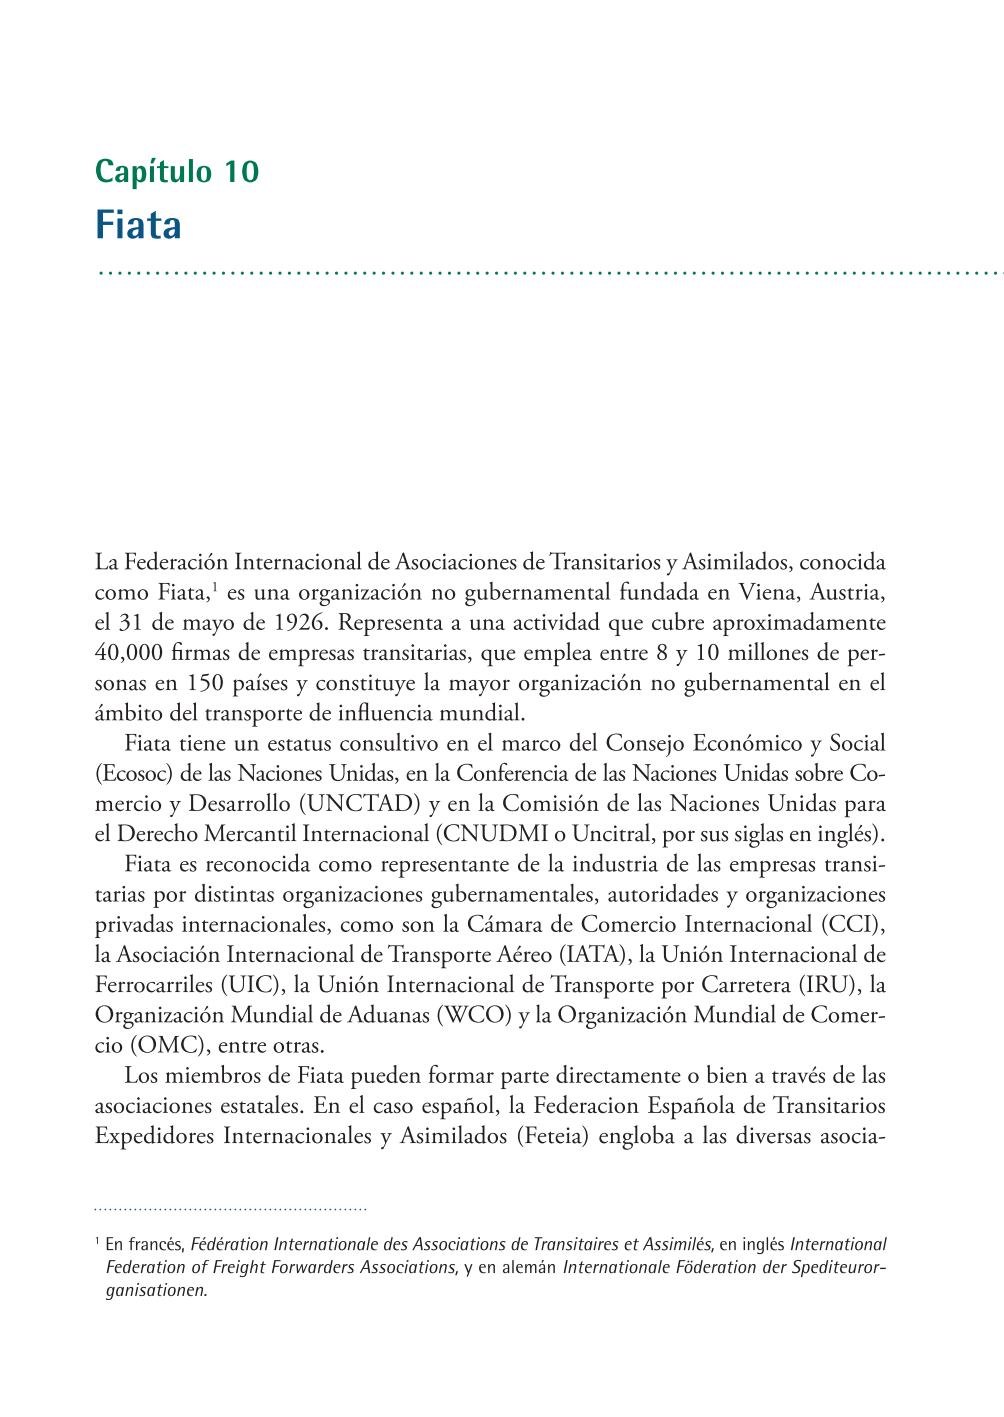 Capítulo 10
Fiata
La Federación Internacional de Asociaciones de Transitarios y Asimilados, conocida
como Fiata,1 es una organización no gubernamental fundada en Viena, Austria,
el 31 de mayo de 1926. Representa a una actividad que cubre aproximadamente
40,000 firmas de empresas transitarias, que emplea entre 8 y 10 millones de per-
sonas en 150 países y constituye la mayor organización no gubernamental en el
ámbito del transporte de influencia mundial.
Fiata tiene un estatus consultivo en el marco del Consejo Económico y Social
(Ecosoc) de las Naciones Unidas, en la Conferencia de las Naciones Unidas sobre Co-
mercio y Desarrollo (UNCTAD) y en la Comisión de las Naciones Unidas para
el Derecho Mercantil Internacional (CNUDMI o Uncitral, por sus siglas en inglés).
Fiata es reconocida como representante de la industria de las empresas transi-
tarias por distintas organizaciones gubernamentales, autoridades y organizaciones
privadas internacionales, como son la Cámara de Comercio Internacional (CCI),
la Asociación Internacional de Transporte Aéreo (IATA), la Unión Internacional de
Ferrocarriles (UIC), la Unión Internacional de Transporte por Carretera (IRU), la
Organización Mundial de Aduanas (WCO) y la Organización Mundial de Comer-
cio (OMC), entre otras.
Los miembros de Fiata pueden formar parte directamente o bien a través de las
asociaciones estatales. En el caso español, la Federacion Española de Transitarios
Expedidores Internacionales y Asimilados (Feteia) engloba a las diversas asocia-
1 En francés, Fédération Internationale des Associations de Transitaires et Assimilés, en inglés International
Federation of Freight Forwarders Associations, y en alemán Internationale Föderation der Spediteuror-
ganisationen.